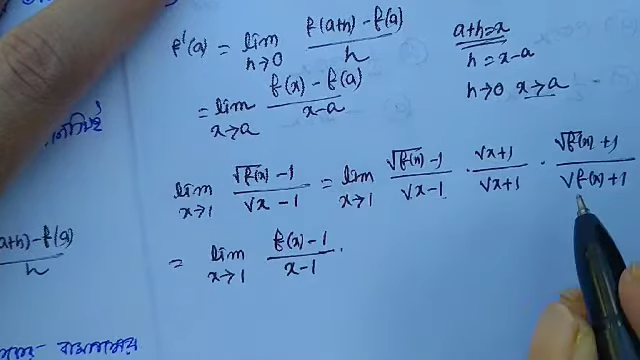 f'(a) = lim h→0 f(a+h) - f(a) / h
a+h=x
h = x-a
= lim x→a f(x) - f(a) / x-a
h→0 x→a
lim x→1 √f(x) - 1 / √x - 1 = lim x→1 √f(x) - 1 / √x-1 · √x+1 / √x+1 · √f(x) + 1 / √f(x) + 1
a+h) - f(a) / h
= lim x→1 f(x) - 1 / x-1 ·